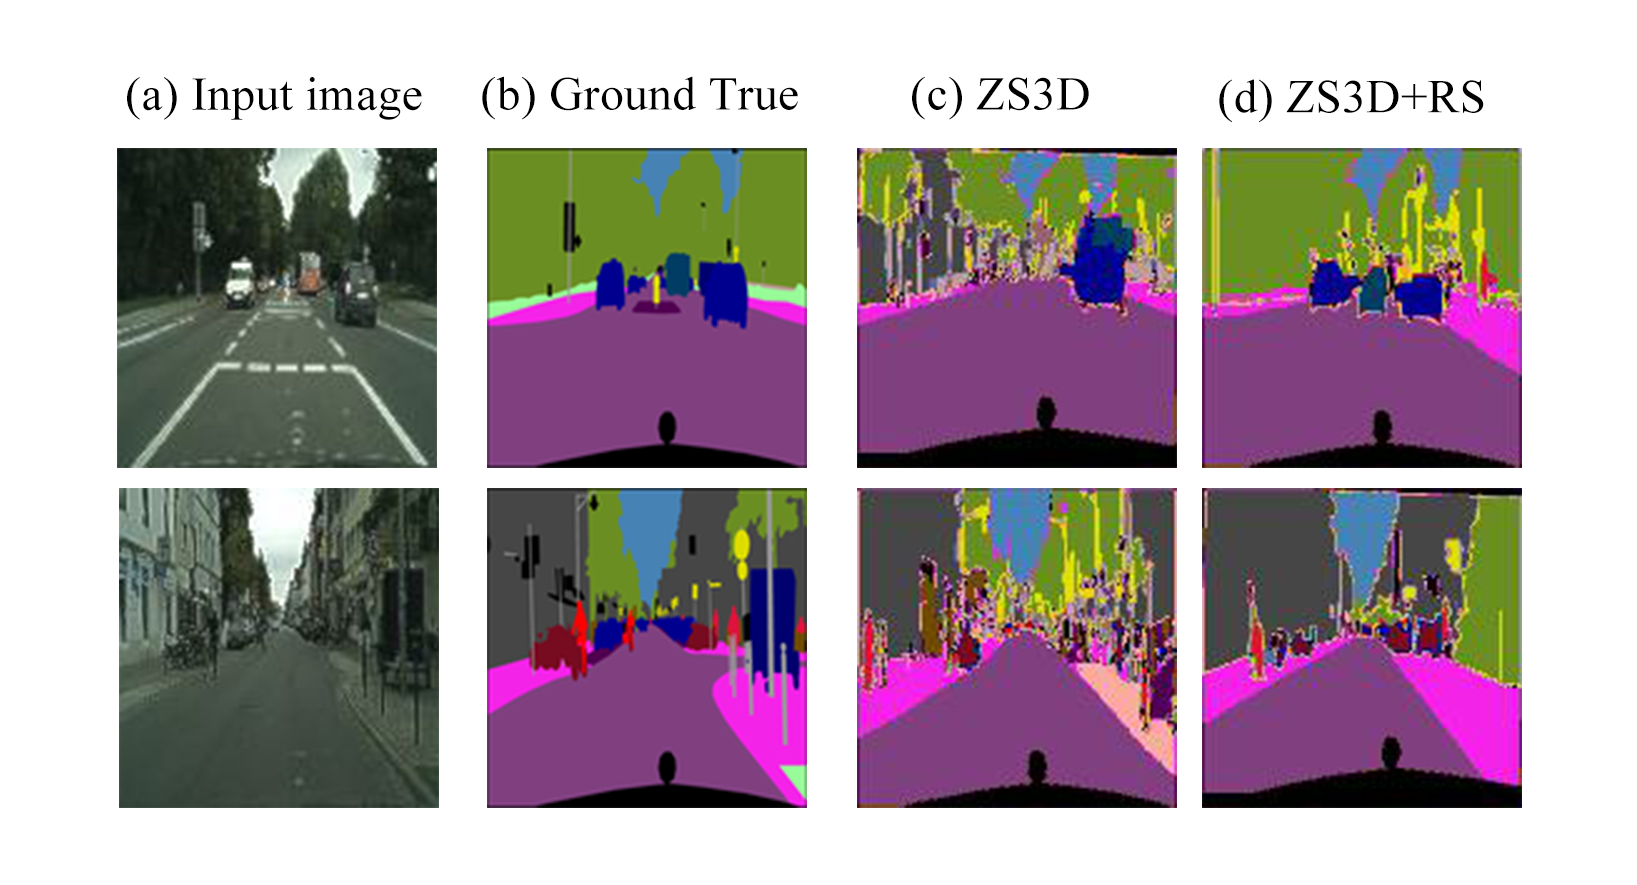 (a) Input image
(b) Ground True
(c) ZS3D
(d) ZS3D+RS